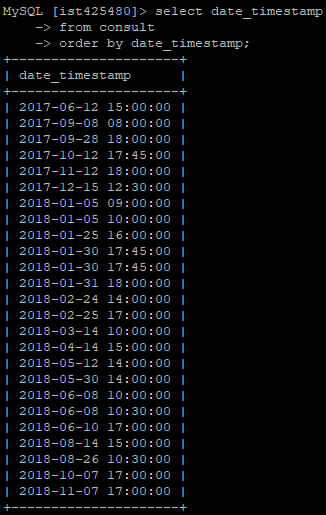 MySQL [ist425480]> select date_timestamp
    -> from consult
    -> order by date_timestamp;
+---------------------+
| date_timestamp      |
+---------------------+
| 2017-06-12 15:00:00 |
| 2017-09-08 08:00:00 |
| 2017-09-28 18:00:00 |
| 2017-10-12 17:45:00 |
| 2017-11-12 18:00:00 |
| 2017-12-15 12:30:00 |
| 2018-01-05 09:00:00 |
| 2018-01-05 10:00:00 |
| 2018-01-25 16:00:00 |
| 2018-01-30 17:45:00 |
| 2018-01-30 17:45:00 |
| 2018-01-31 18:00:00 |
| 2018-02-24 14:00:00 |
| 2018-02-25 17:00:00 |
| 2018-03-14 10:00:00 |
| 2018-04-14 15:00:00 |
| 2018-05-12 14:00:00 |
| 2018-05-30 14:00:00 |
| 2018-06-08 10:00:00 |
| 2018-06-08 10:30:00 |
| 2018-06-10 17:00:00 |
| 2018-08-14 15:00:00 |
| 2018-08-26 10:30:00 |
| 2018-10-07 17:00:00 |
| 2018-11-07 17:00:00 |
+---------------------+